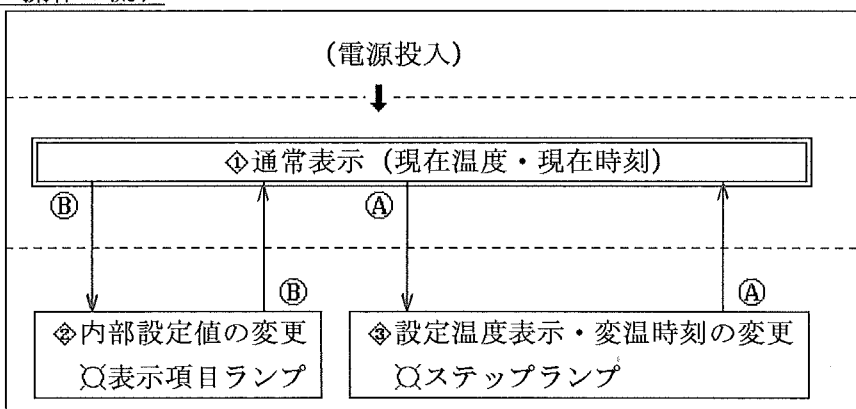 (電源投入)
①通常表示 (現在温度・現在時刻)
Ⓑ
Ⓐ
Ⓑ
Ⓐ
②内部設定値の変更
¤表示項目ランプ
③設定温度表示・変温時刻の変更
¤ステップランプ